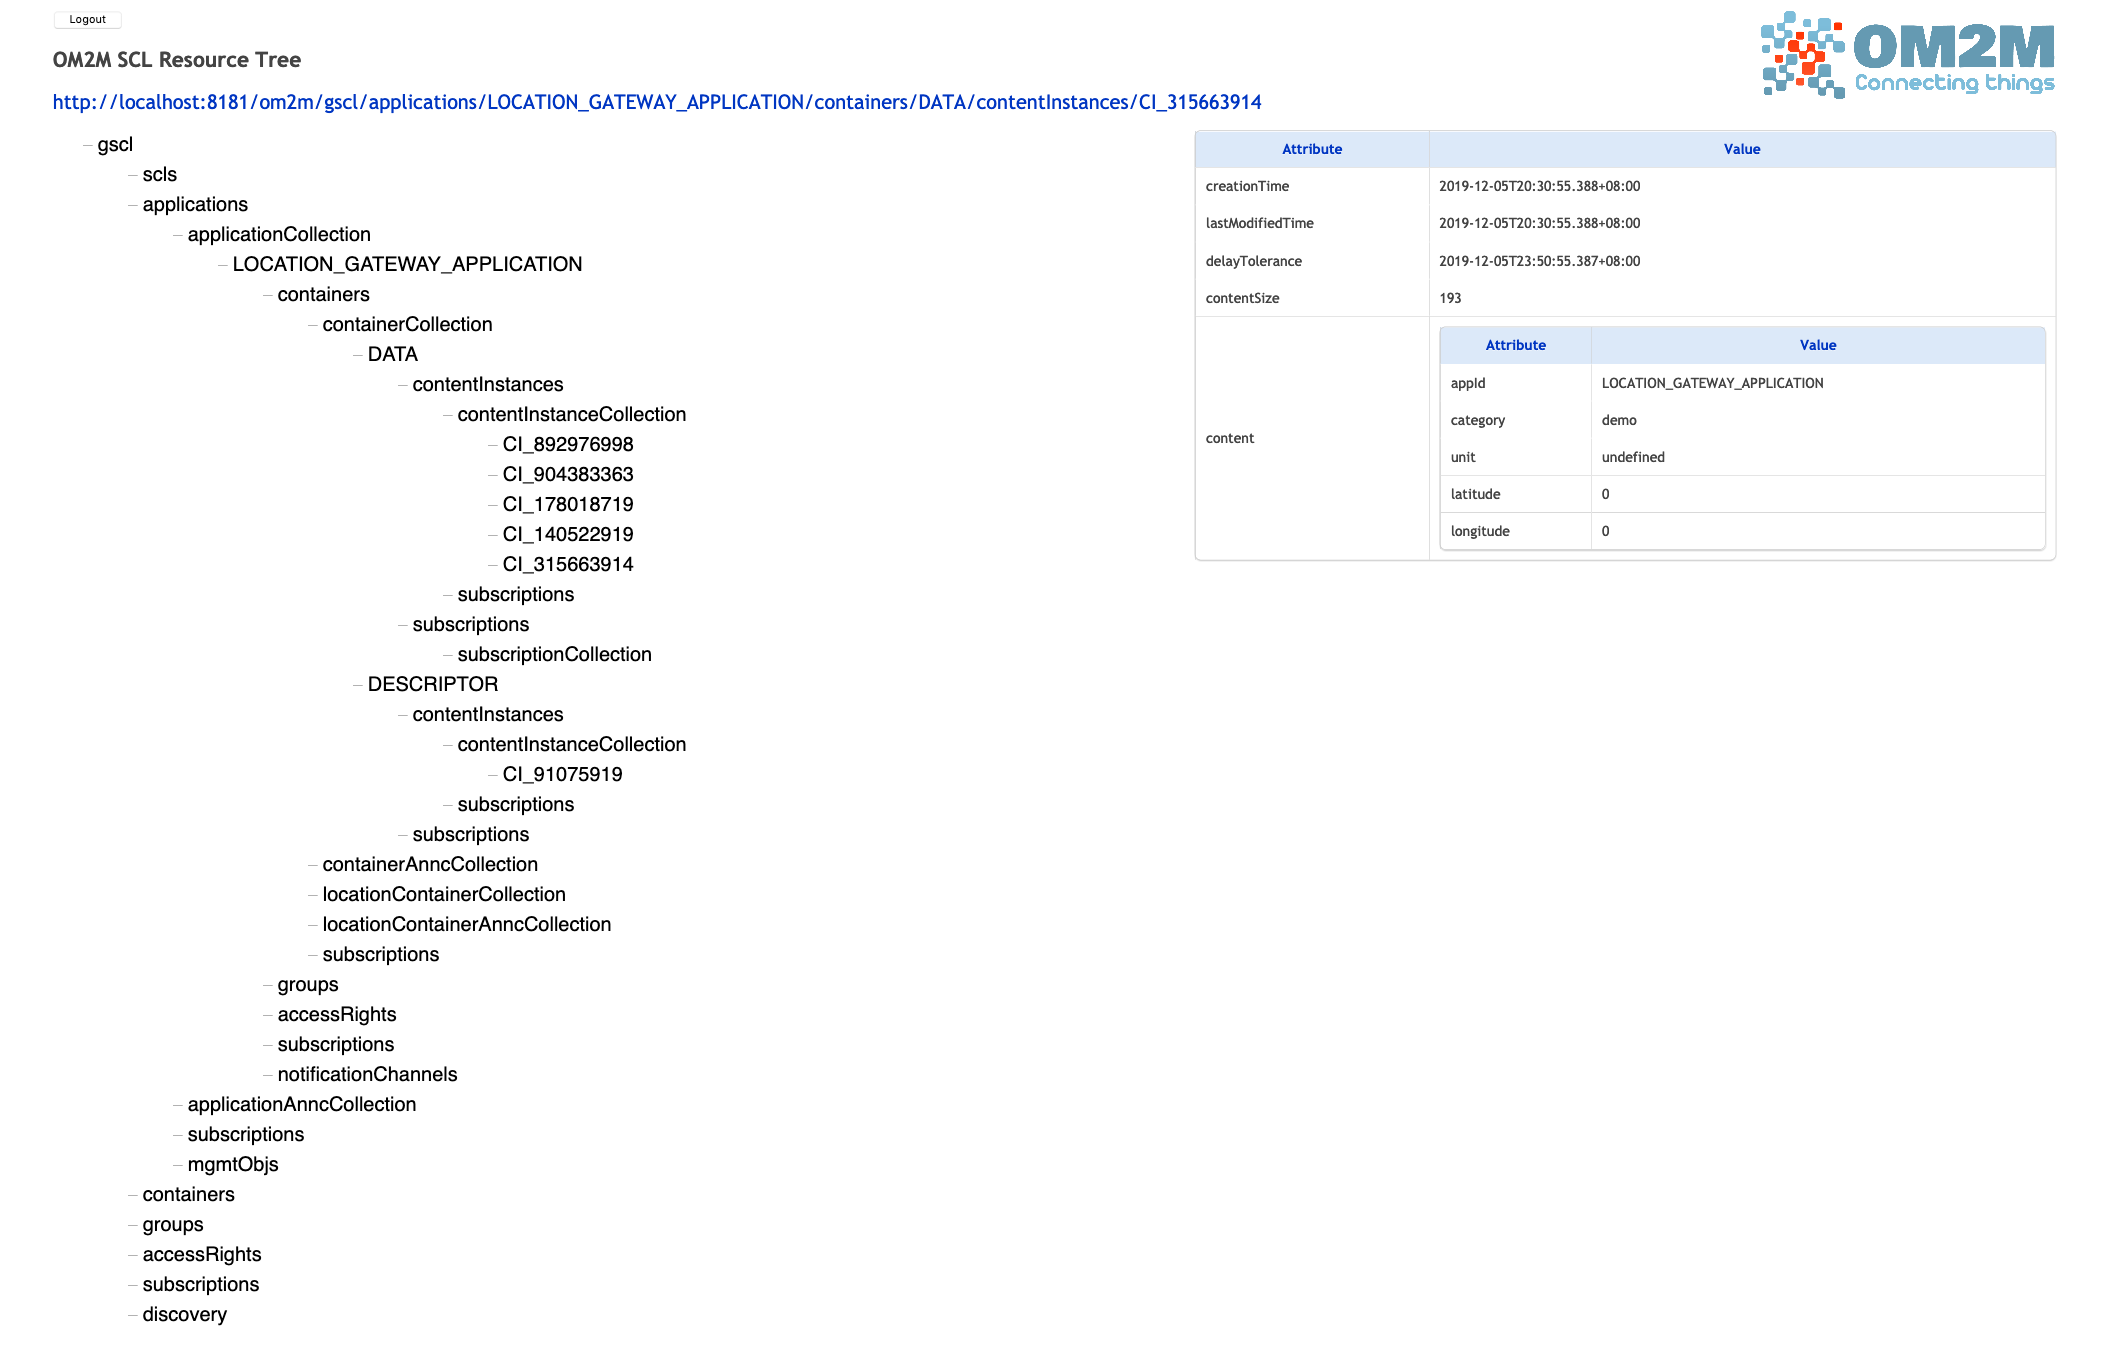 Logout
OM2M SCL Resource Tree
OM2M
Connecting things
http://localhost:8181/om2m/gscl/applications/LOCATION_GATEWAY_APPLICATION/containers/DATA/contentInstances/CI_315663914
gscl
scls
applications
applicationCollection
LOCATION_GATEWAY_APPLICATION
containers
containerCollection
DATA
contentInstances
contentInstanceCollection
CI_892976998
CI_904383363
CI_178018719
CI_140522919
CI_315663914
subscriptions
subscriptions
subscriptionCollection
DESCRIPTOR
contentInstances
contentInstanceCollection
CI_91075919
subscriptions
subscriptions
containerAnncCollection
locationContainerCollection
locationContainerAnncCollection
subscriptions
groups
accessRights
subscriptions
notificationChannels
applicationAnncCollection
subscriptions
mgmtObjs
containers
groups
accessRights
subscriptions
discovery
Attribute Value
creationTime 2019-12-05T20:30:55.388+08:00
lastModifiedTime 2019-12-05T20:30:55.388+08:00
delayTolerance 2019-12-05T23:50:55.387+08:00
contentSize 193
content
Attribute Value
appId LOCATION_GATEWAY_APPLICATION
category demo
unit undefined
latitude 0
longitude 0